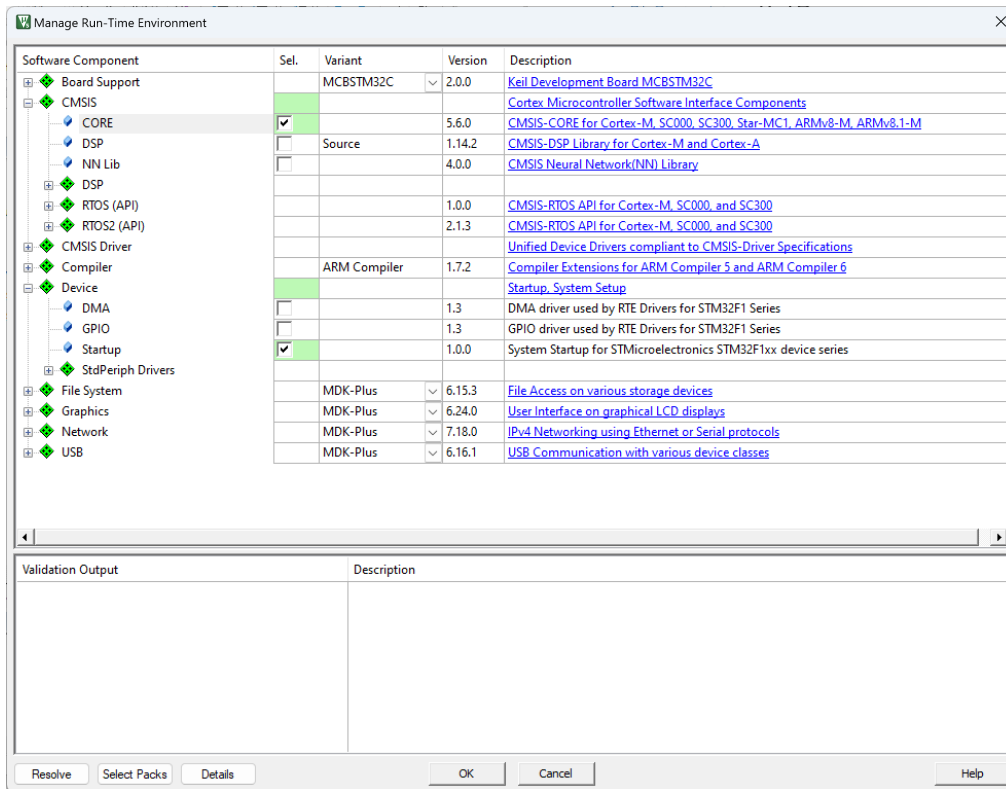 Manage Run-Time Environment
Software Component Sel. Variant Version Description
Board Support MCBSTM32C 2.0.0 Keil Development Board MCBSTM32C
CMSIS Cortex Microcontroller Software Interface Components
CORE 5.6.0 CMSIS-CORE for Cortex-M, SC000, SC300, Star-MC1, ARMv8-M, ARMv8.1-M
DSP Source 1.14.2 CMSIS-DSP Library for Cortex-M and Cortex-A
NN Lib 4.0.0 CMSIS Neural Network(NN) Library
DSP
RTOS (API) 1.0.0 CMSIS-RTOS API for Cortex-M, SC000, and SC300
RTOS2 (API) 2.1.3 CMSIS-RTOS API for Cortex-M, SC000, and SC300
CMSIS Driver Unified Device Drivers compliant to CMSIS-Driver Specifications
Compiler ARM Compiler 1.7.2 Compiler Extensions for ARM Compiler 5 and ARM Compiler 6
Device Startup, System Setup
DMA 1.3 DMA driver used by RTE Drivers for STM32F1 Series
GPIO 1.3 GPIO driver used by RTE Drivers for STM32F1 Series
Startup 1.0.0 System Startup for STMicroelectronics STM32F1xx device series
StdPeriph Drivers
File System MDK-Plus 6.15.3 File Access on various storage devices
Graphics MDK-Plus 6.24.0 User Interface on graphical LCD displays
Network MDK-Plus 7.18.0 IPv4 Networking using Ethernet or Serial protocols
USB MDK-Plus 6.16.1 USB Communication with various device classes
Validation Output Description
Resolve Select Packs Details OK Cancel Help